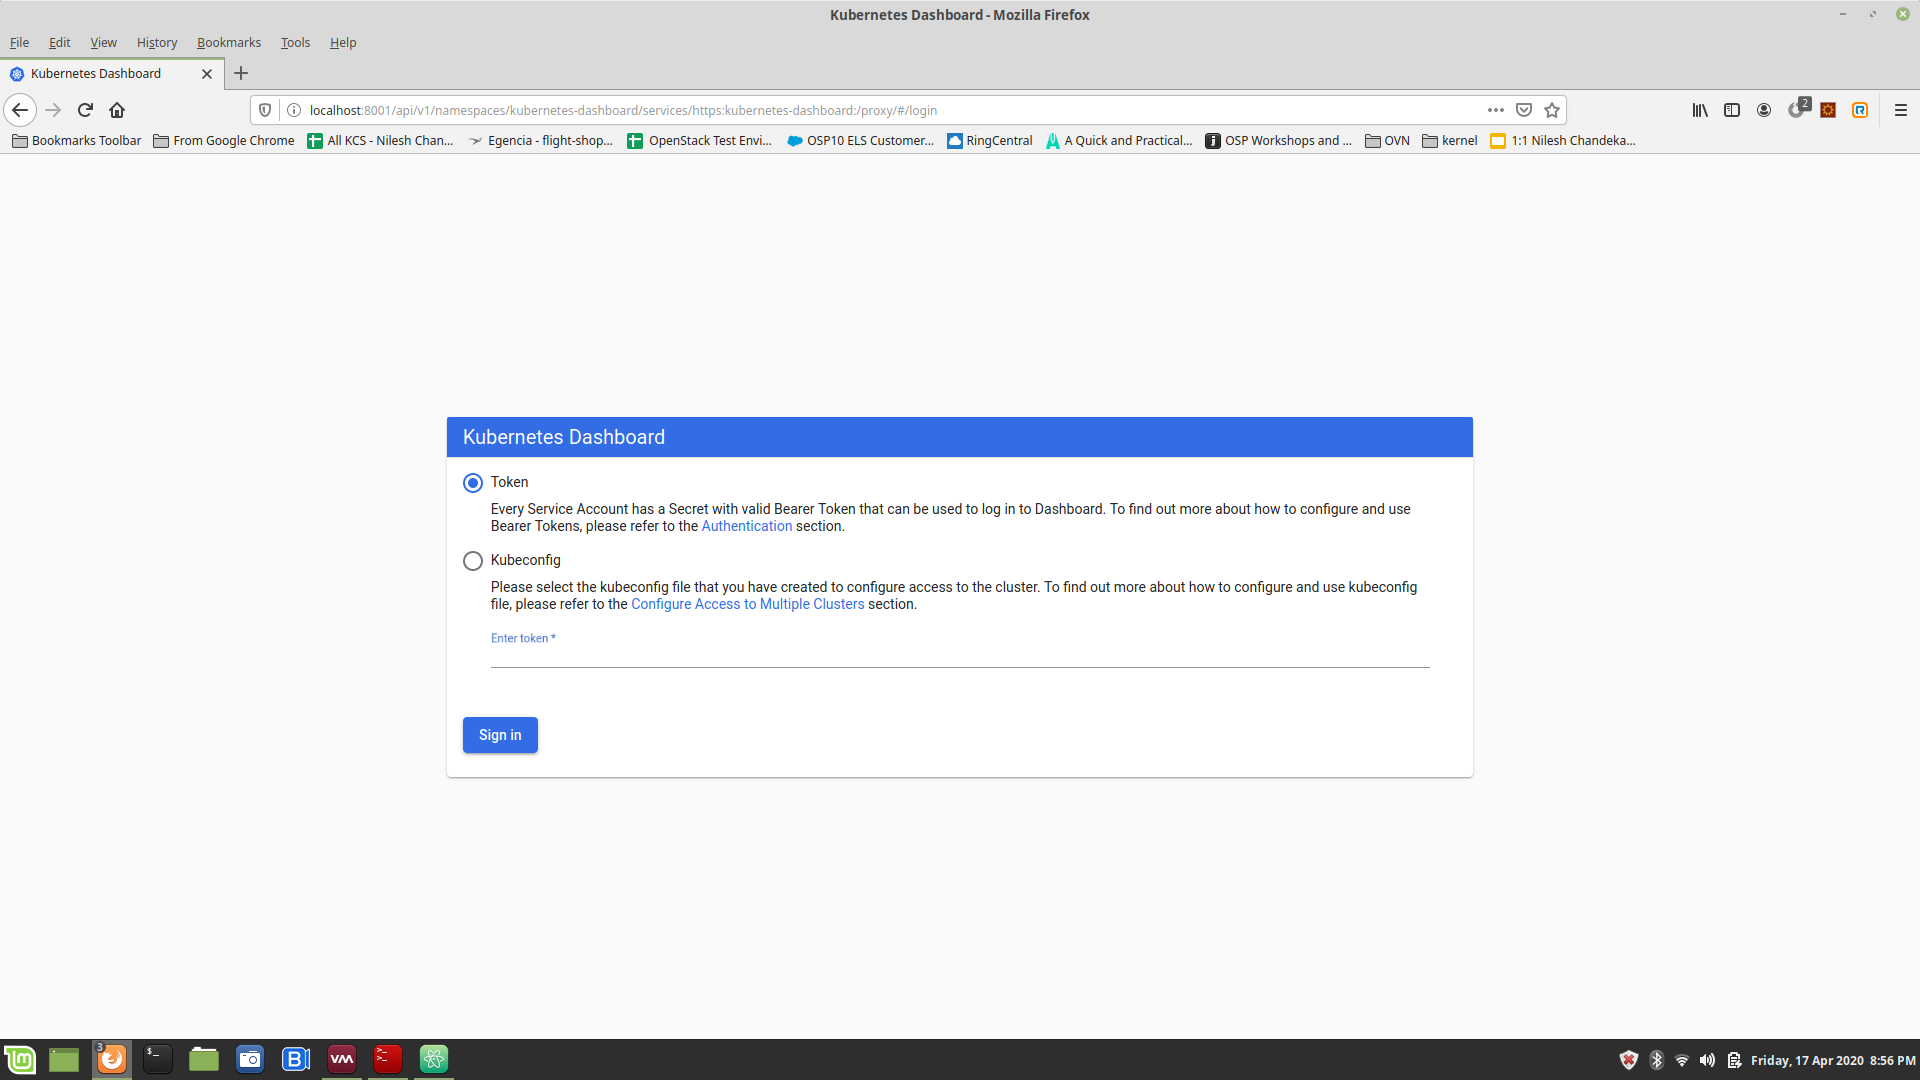 Kubernetes Dashboard - Mozilla Firefox
File Edit View History Bookmarks Tools Help
Kubernetes Dashboard
localhost:8001/api/v1/namespaces/kubernetes-dashboard/services/https:kubernetes-dashboard:/proxy/#/login
2
Bookmarks Toolbar From Google Chrome All KCS - Nilesh Chan... Egencia - flight-shop... OpenStack Test Envi... OSP10 ELS Customer... RingCentral A Quick and Practical... OSP Workshops and ... OVN kernel 1:1 Nilesh Chandeka...
Kubernetes Dashboard
Token
Every Service Account has a Secret with valid Bearer Token that can be used to log in to Dashboard. To find out more about how to configure and use
Bearer Tokens, please refer to the Authentication section.
Kubeconfig
Please select the kubeconfig file that you have created to configure access to the cluster. To find out more about how to configure and use kubeconfig
file, please refer to the Configure Access to Multiple Clusters section.
Enter token *
Sign in
3
Friday, 17 Apr 2020 8:56 PM